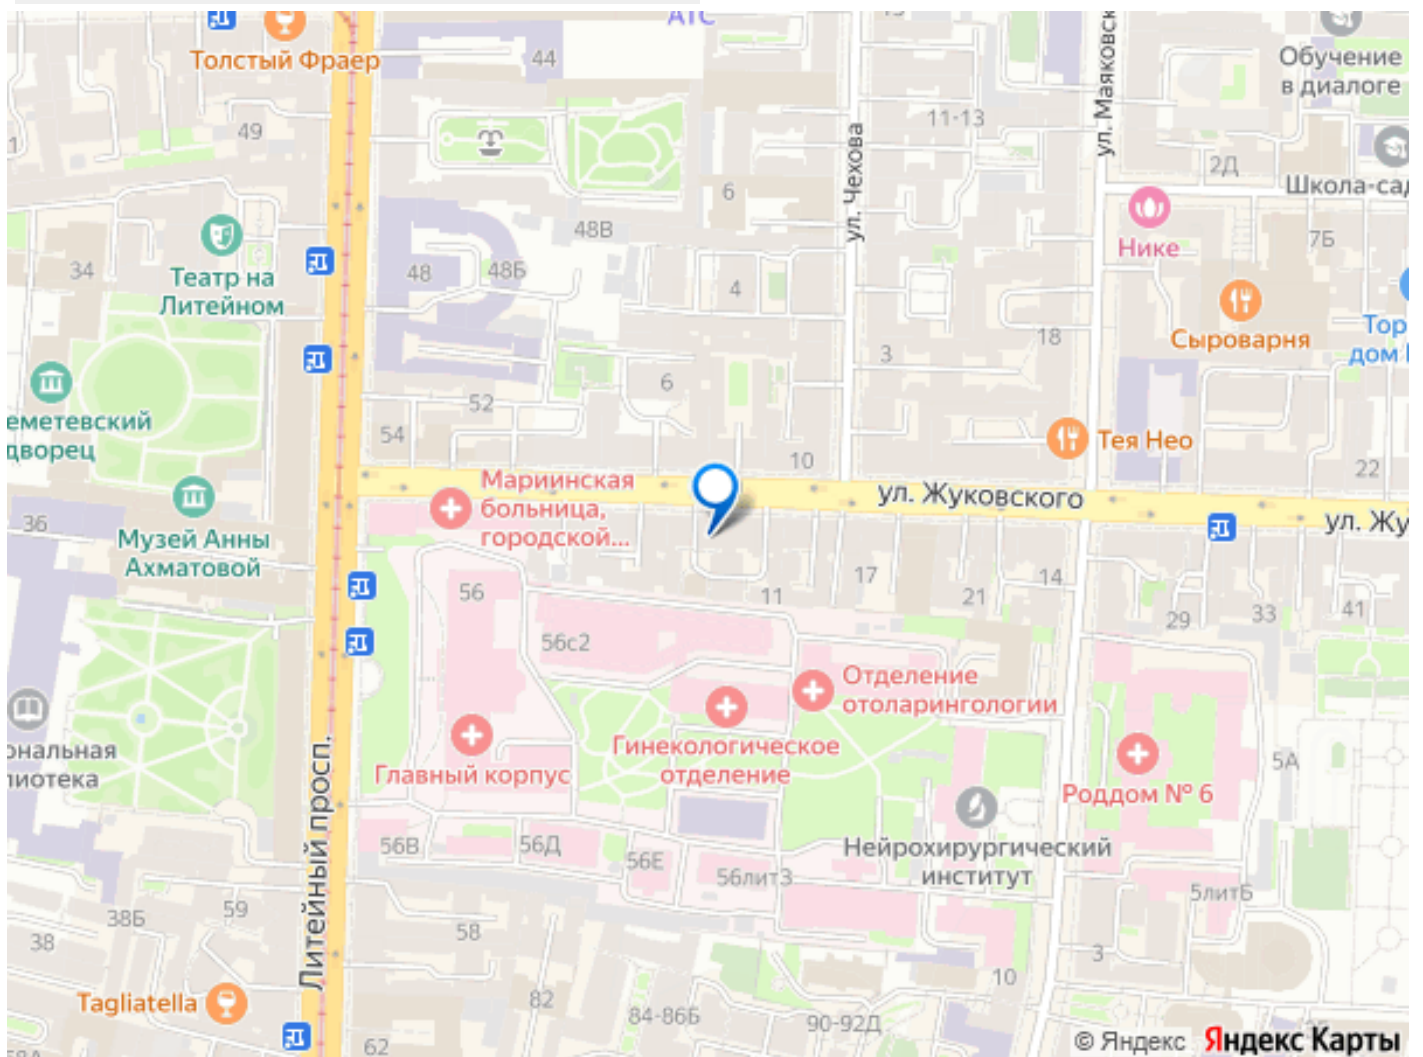 АТС
13
Толстый Фраер
44
Обучение
в диалоге
ул. Маяковск
49
11-13
ул. Чехова
2Д
Школа-сад
6
48В
Нике
7Б
34
Театр на
Литейном
48
48Б
4
18
Сыроварня
Тор
дом
3
6
еметевский
дворец
52
54
Тея Нео
10
22
Мариинская
больница,
городской...
ул. Жуковского
ул. Жу
36
Музей Анны
Ахматовой
56
17
14
11
21
29
33
41
56с2
Отделение
отоларингологии
ональная
лиотека
Гинекологическое
отделение
Главный корпус
5А
Роддом № 6
Литейный просп.
56В
56Д
56Е
56литЗ
Нейрохирургический
институт
5литБ
38Б
59
38
58
3
Tagliatella
82
10
84-86Б
90-92Д
62
58А
© Яндекс Яндекс Карты